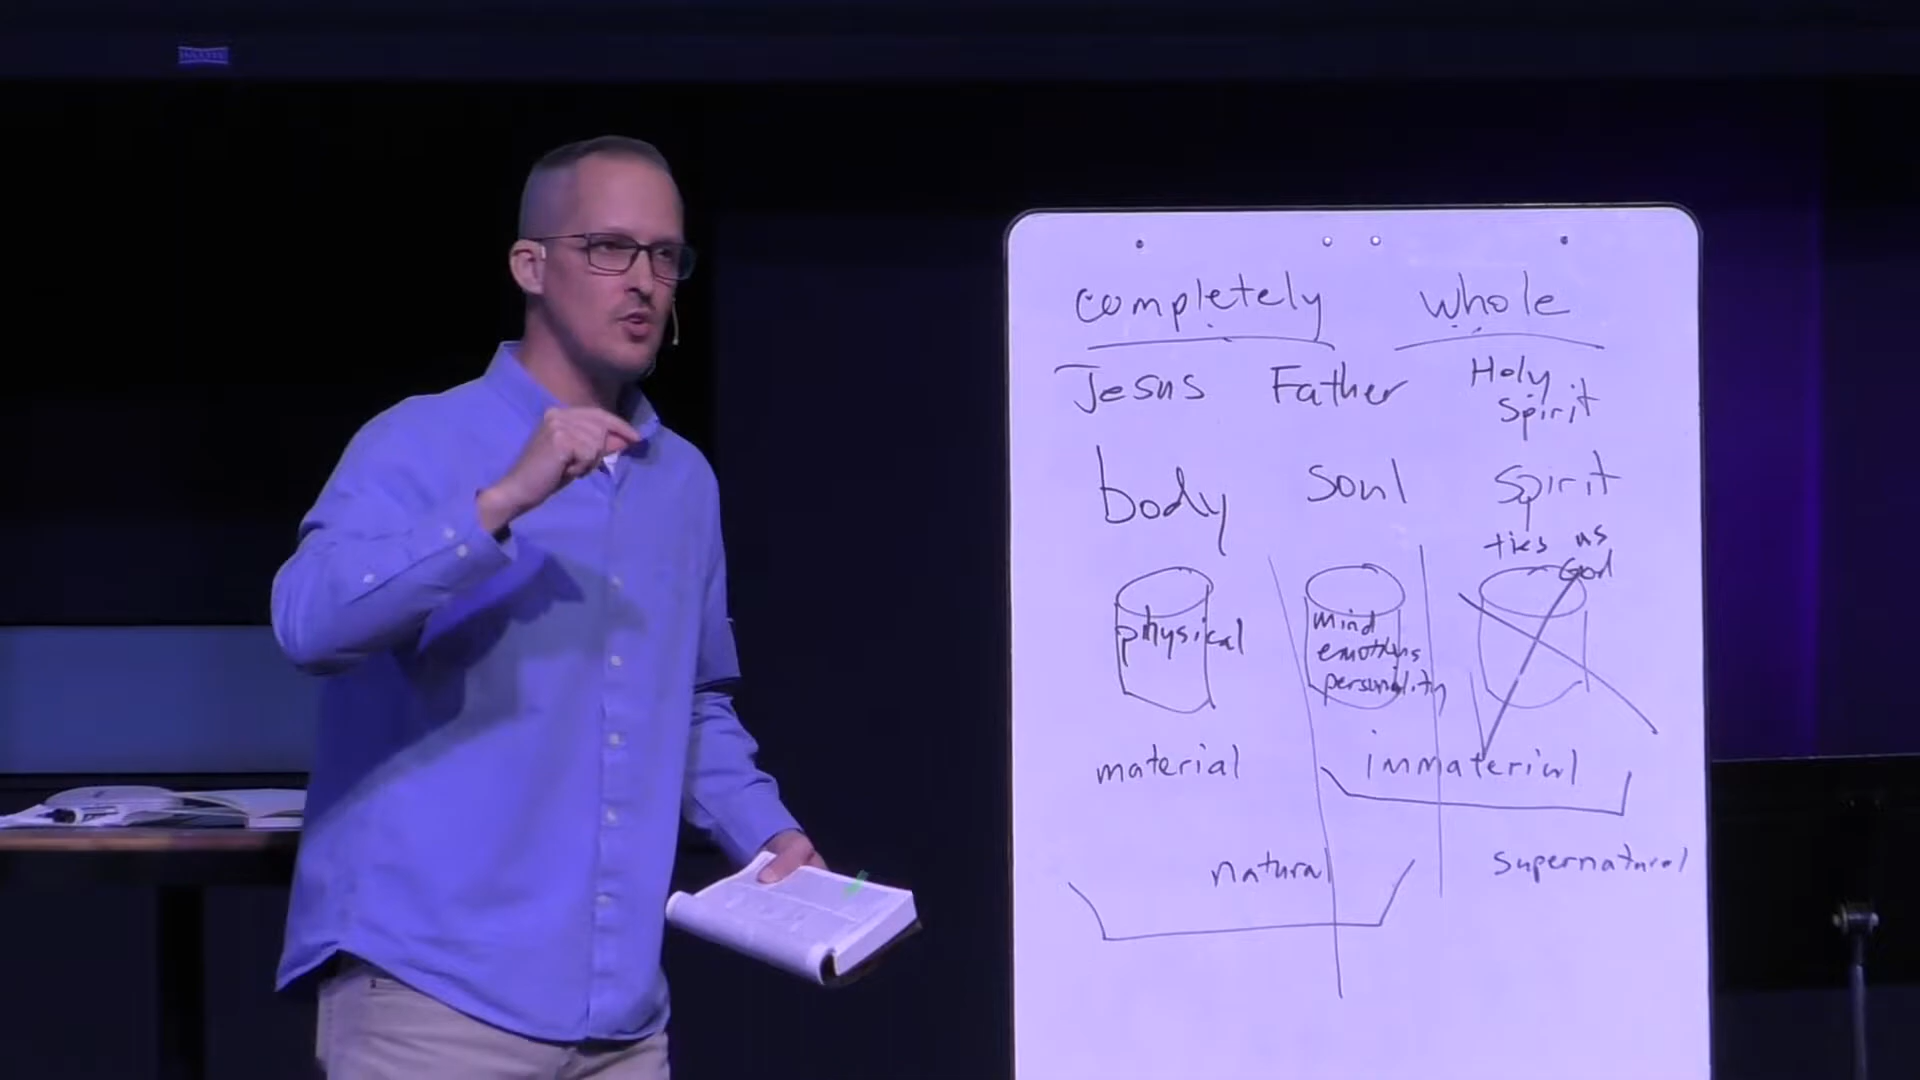 completely whole
Jesus Father Holy Spirit
body soul spirit
ties us
God
physical
mind
emotions
personality
material immaterial
natural supernatural